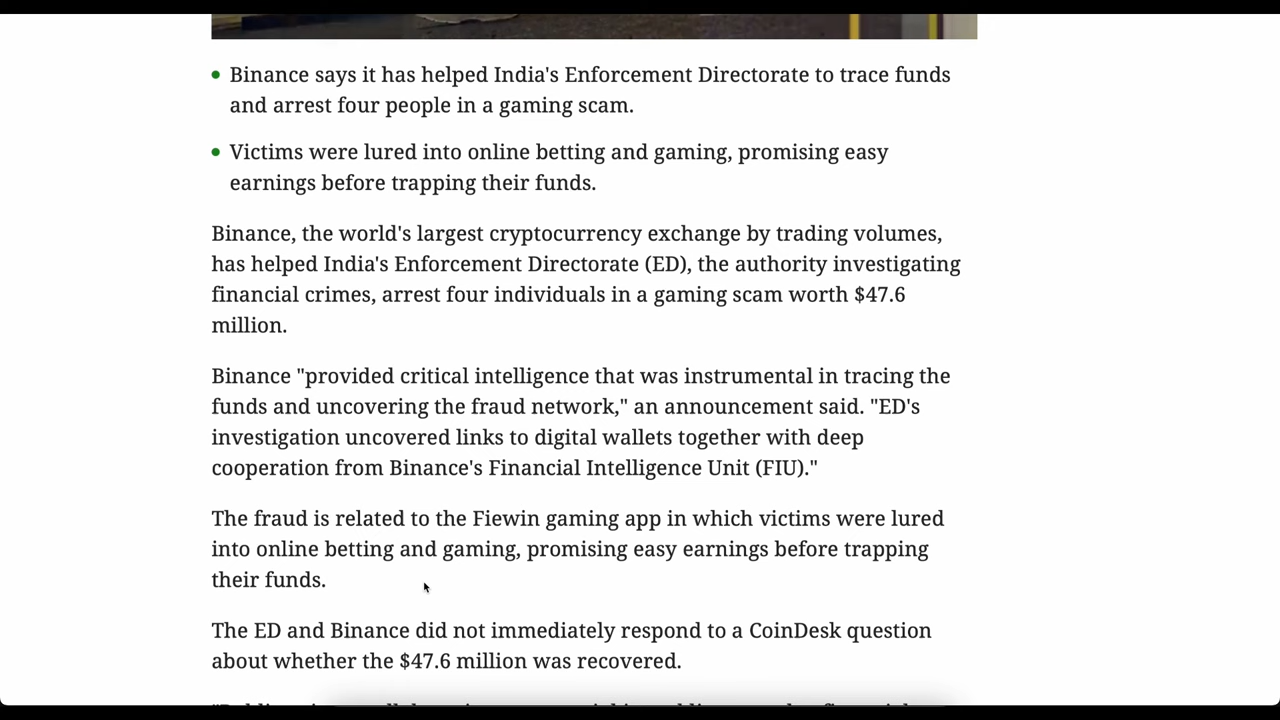 Binance says it has helped India's Enforcement Directorate to trace funds
and arrest four people in a gaming scam.
Victims were lured into online betting and gaming, promising easy
earnings before trapping their funds.
Binance, the world's largest cryptocurrency exchange by trading volumes,
has helped India's Enforcement Directorate (ED), the authority investigating
financial crimes, arrest four individuals in a gaming scam worth $47.6
million.
Binance "provided critical intelligence that was instrumental in tracing the
funds and uncovering the fraud network," an announcement said. "ED's
investigation uncovered links to digital wallets together with deep
cooperation from Binance's Financial Intelligence Unit (FIU)."
The fraud is related to the Fiewin gaming app in which victims were lured
into online betting and gaming, promising easy earnings before trapping
their funds.
The ED and Binance did not immediately respond to a CoinDesk question
about whether the $47.6 million was recovered.